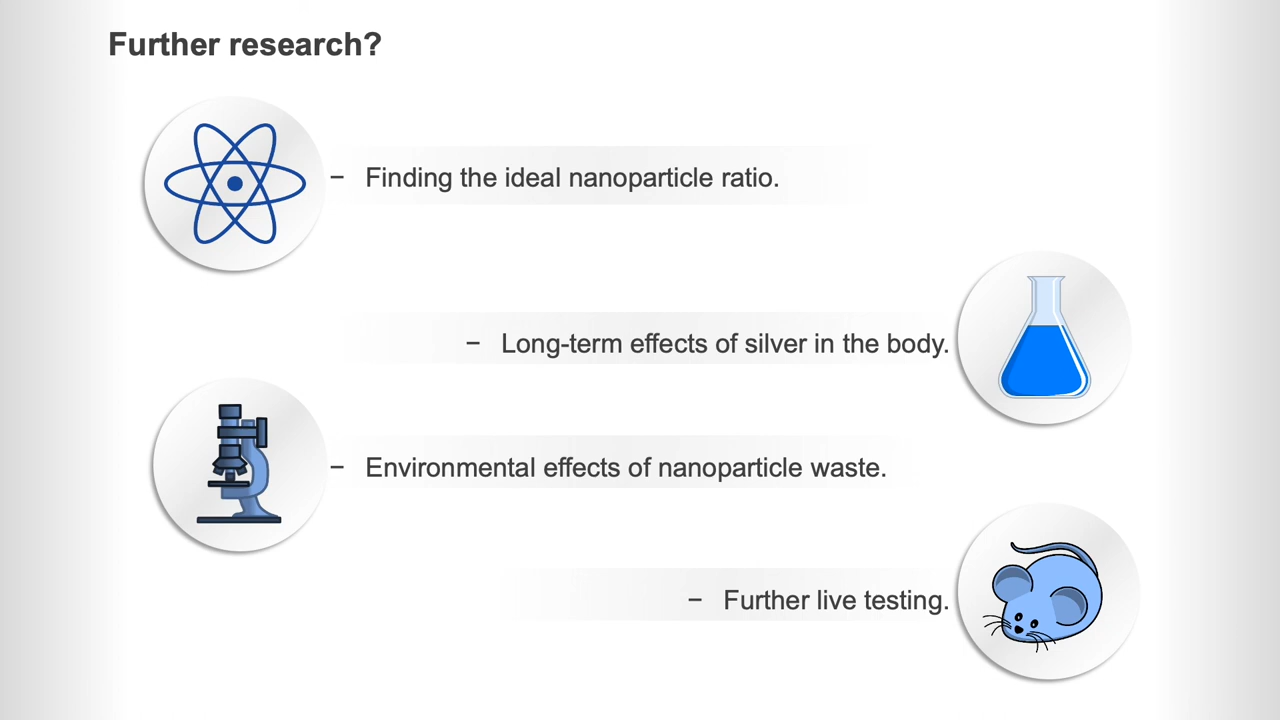 Further research?
− Finding the ideal nanoparticle ratio.
− Long-term effects of silver in the body.
− Environmental effects of nanoparticle waste.
− Further live testing.